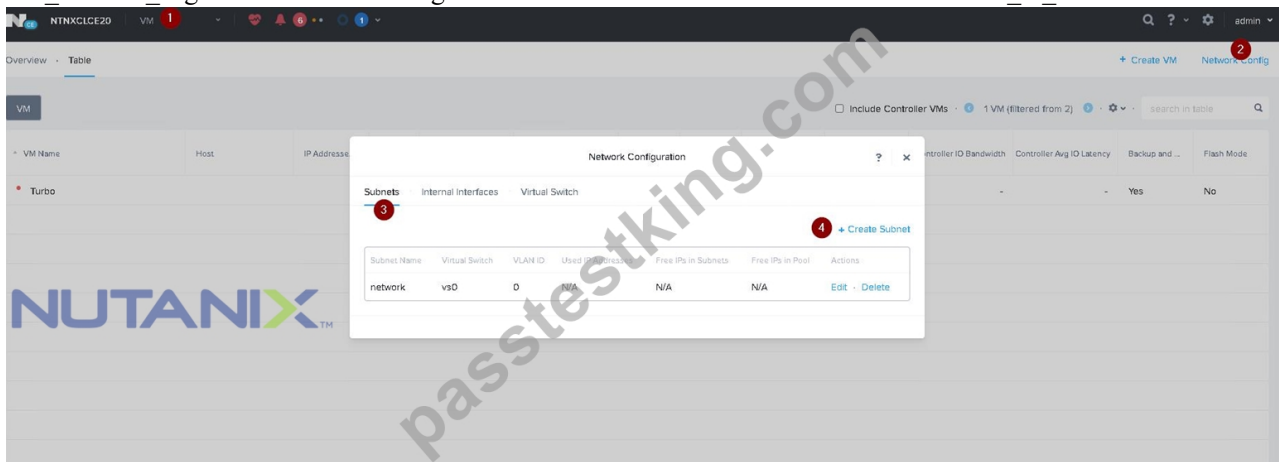 NTNXCLCE20 VM 1 6 1 ? admin
2
Overview · Table + Create VM Network Config
VM Include Controller VMs · 1 VM (filtered from 2) · search in table
VM Name Host IP Addresse Network Configuration ? × ntroller IO Bandwidth Controller Avg IO Latency Backup and ... Flash Mode
Turbo - - Yes No
Subnets · Internal Interfaces · Virtual Switch
3
4 + Create Subnet
Subnet Name Virtual Switch VLAN ID Used IP Addresses Free IPs in Subnets Free IPs in Pool Actions
network vs0 0 N/A N/A N/A Edit · Delete
NUTANIX™
passtestking.com